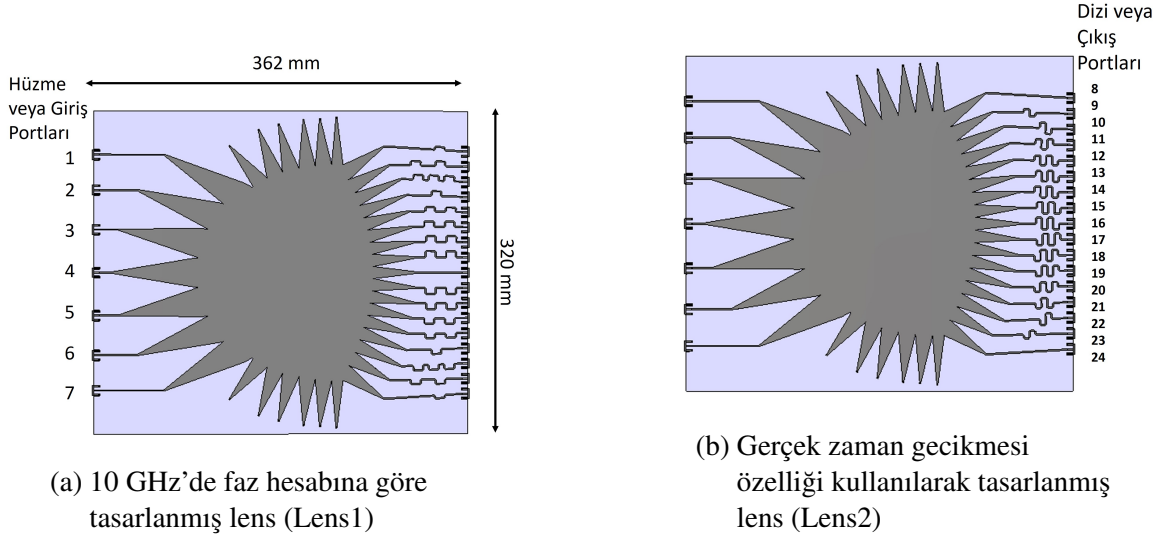 362 mm
Hüzme
veya Giriş
Portları
1
2
3
4
5
6
7
320 mm
(a) 10 GHz’de faz hesabına göre
tasarlanmış lens (Lens1)
Dizi veya
Çıkış
Portları
8
9
10
11
12
13
14
15
16
17
18
19
20
21
22
23
24
(b) Gerçek zaman gecikmesi
özelliği kullanılarak tasarlanmış
lens (Lens2)